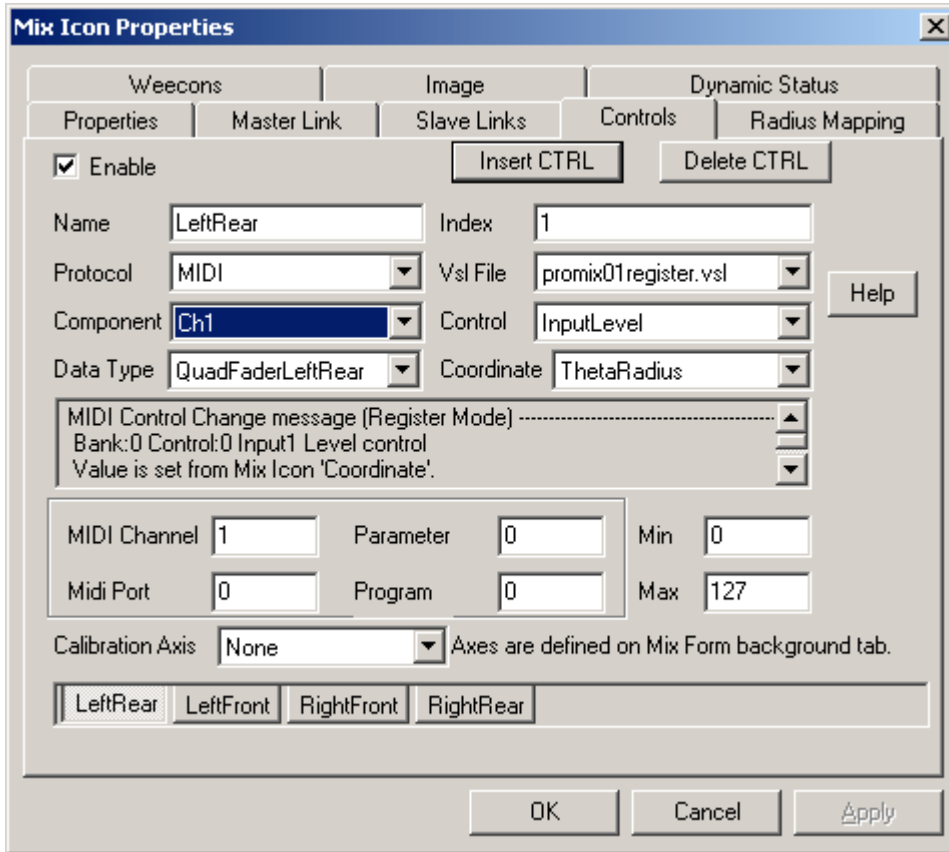 Mix Icon Properties
Weecons Image Dynamic Status
Properties Master Link Slave Links Controls Radius Mapping
Enable Insert CTRL Delete CTRL
Name LeftRear Index 1
Protocol MIDI Vsl File promix01register.vsl
Help
Component Ch1 Control InputLevel
Data Type QuadFaderLeftRear Coordinate ThetaRadius
MIDI Control Change message (Register Mode) ----------------------------------------
Bank:0 Control:0 Input1 Level control
Value is set from Mix Icon 'Coordinate'.
MIDI Channel 1 Parameter 0 Min 0
Midi Port 0 Program 0 Max 127
Calibration Axis None Axes are defined on Mix Form background tab.
LeftRear LeftFront RightFront RightRear
OK Cancel Apply